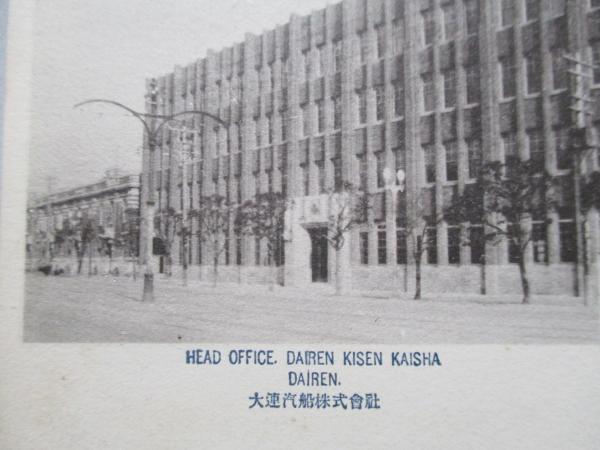 HEAD OFFICE. DAIREN KISEN KAISHA
DAIREN.
大連汽船株式會社